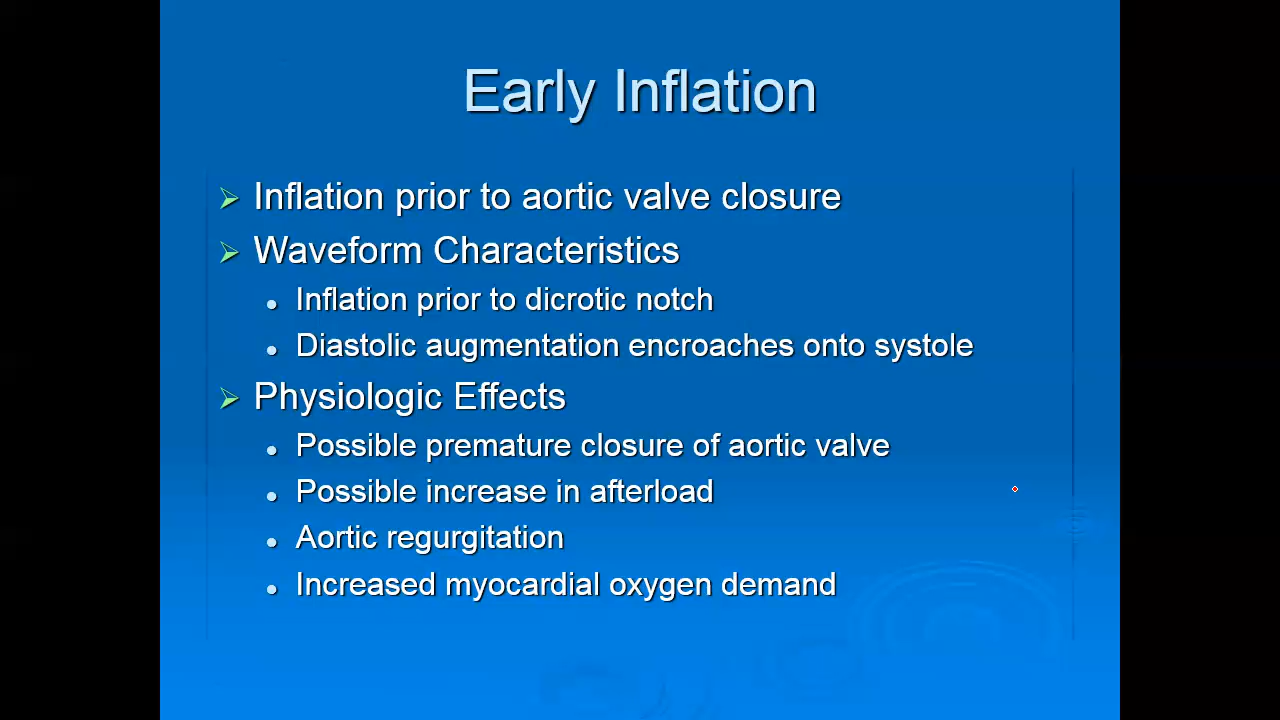 Early Inflation
Inflation prior to aortic valve closure
Waveform Characteristics
Inflation prior to dicrotic notch
Diastolic augmentation encroaches onto systole
Physiologic Effects
Possible premature closure of aortic valve
Possible increase in afterload
Aortic regurgitation
Increased myocardial oxygen demand